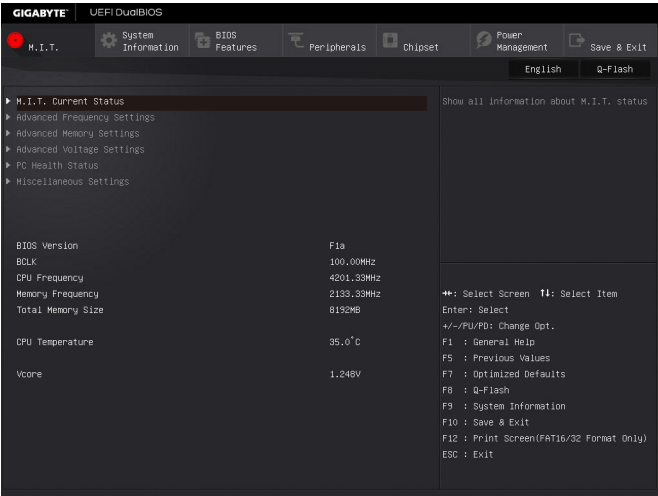 GIGABYTE™ UEFI DualBIOS
M.I.T.
System Information
BIOS Features
Peripherals
Chipset
Power Management
Save & Exit
English Q-Flash
M.I.T. Current Status
Advanced Frequency Settings
Advanced Memory Settings
Advanced Voltage Settings
PC Health Status
Miscellaneous Settings
Show all information about M.I.T. status
BIOS Version F1a
BCLK 100.00MHz
CPU Frequency 4201.33MHz
Memory Frequency 2133.33MHz
Total Memory Size 8192MB
CPU Temperature 35.0°C
Vcore 1.248V
→←: Select Screen ↑↓: Select Item
Enter: Select
+/-/PU/PD: Change Opt.
F1 : General Help
F5 : Previous Values
F7 : Optimized Defaults
F8 : Q-Flash
F9 : System Information
F10 : Save & Exit
F12 : Print Screen(FAT16/32 Format Only)
ESC : Exit